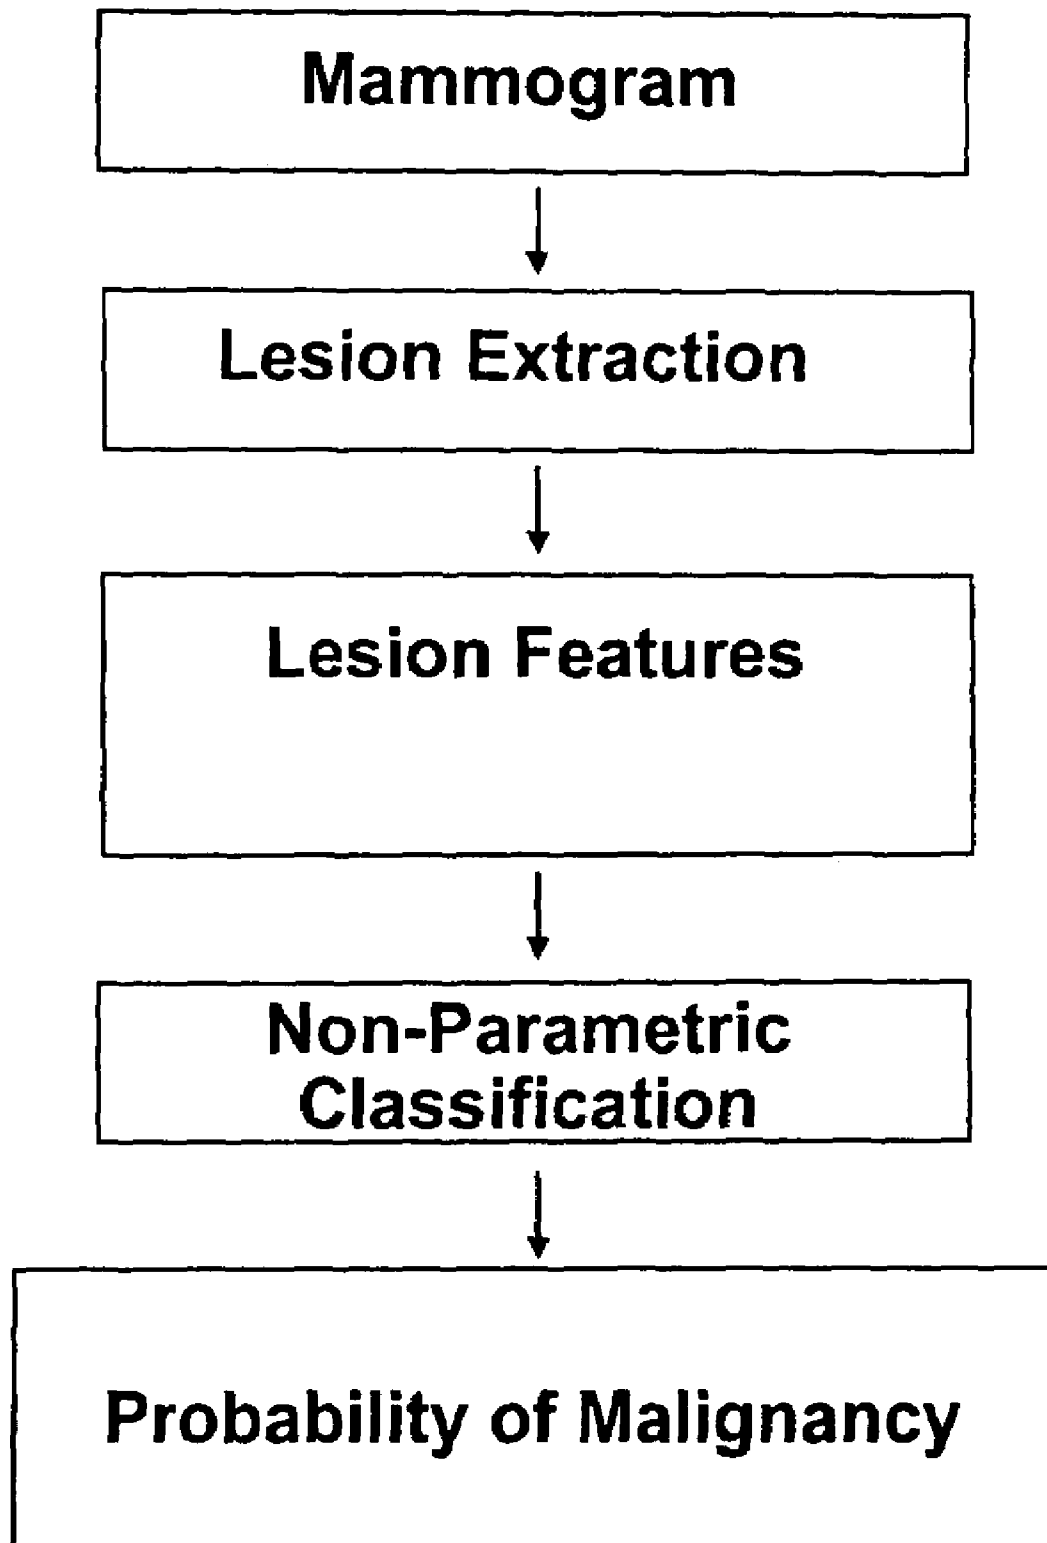 Mammogram
Lesion Extraction
Lesion Features
Non-Parametric
Classification
Probability of Malignancy